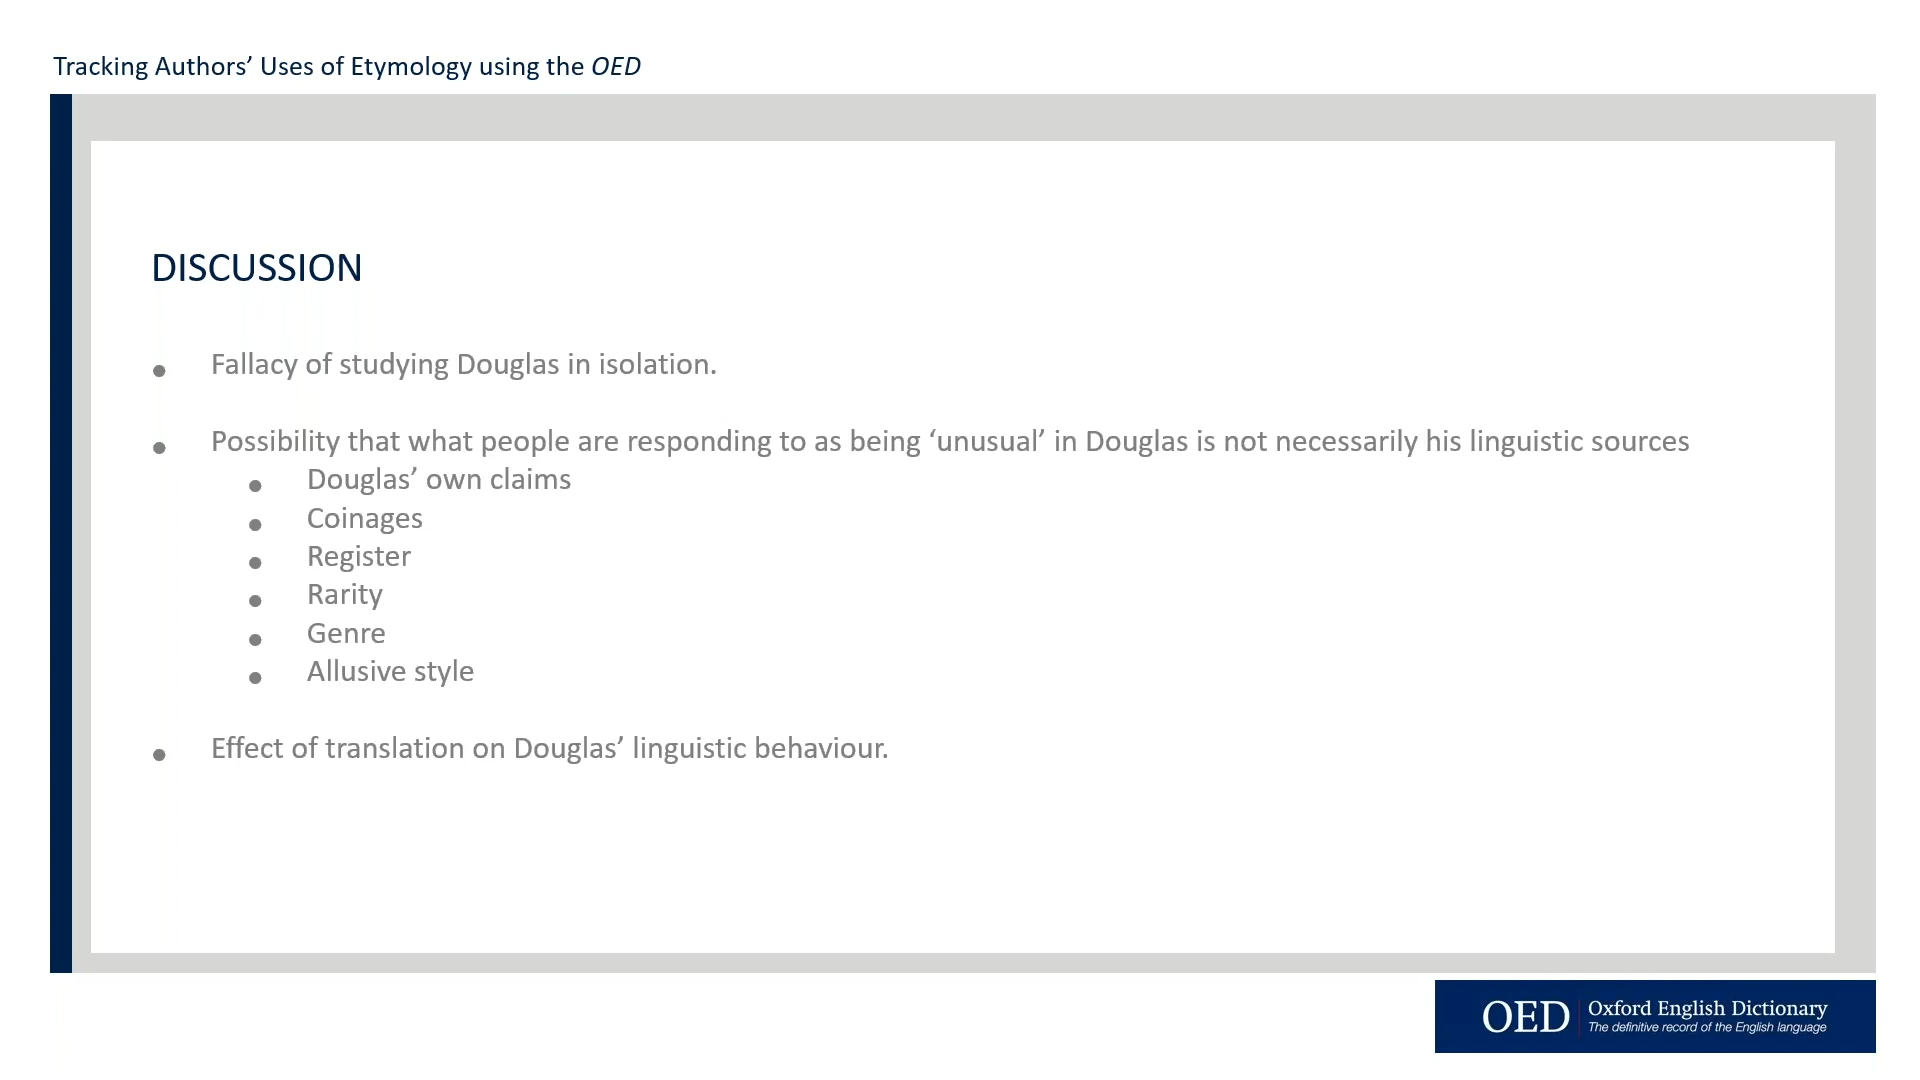 Tracking Authors’ Uses of Etymology using the OED
DISCUSSION
• Fallacy of studying Douglas in isolation.
• Possibility that what people are responding to as being ‘unusual’ in Douglas is not necessarily his linguistic sources
• Douglas’ own claims
• Coinages
• Register
• Rarity
• Genre
• Allusive style
• Effect of translation on Douglas’ linguistic behaviour.
OED
Oxford English Dictionary
The definitive record of the English language